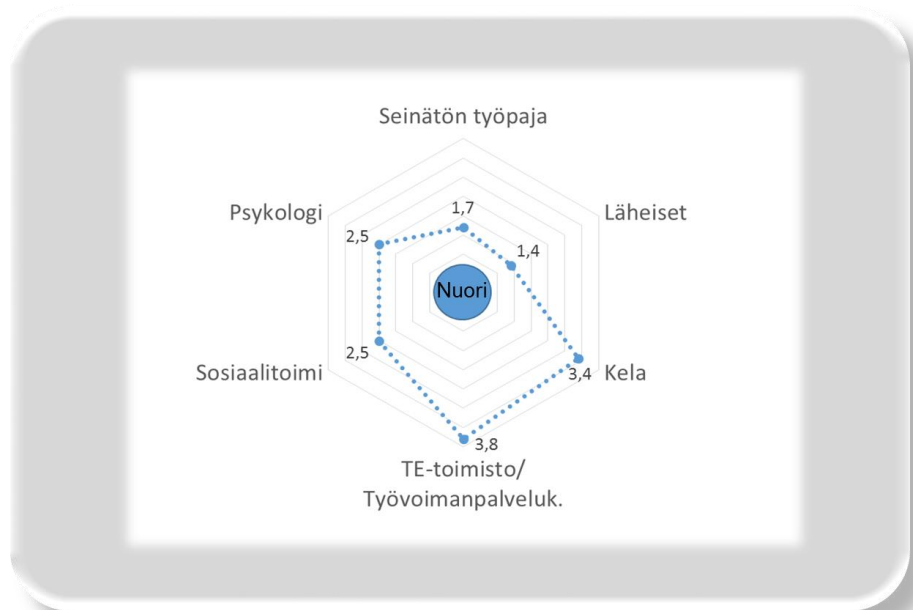 Seinätön työpaja
Psykologi
Läheiset
1,7
2,5
1,4
Nuori
2,5
Sosiaalitoimi
3,4
Kela
3,8
TE-toimisto/
Työvoimanpalveluk.